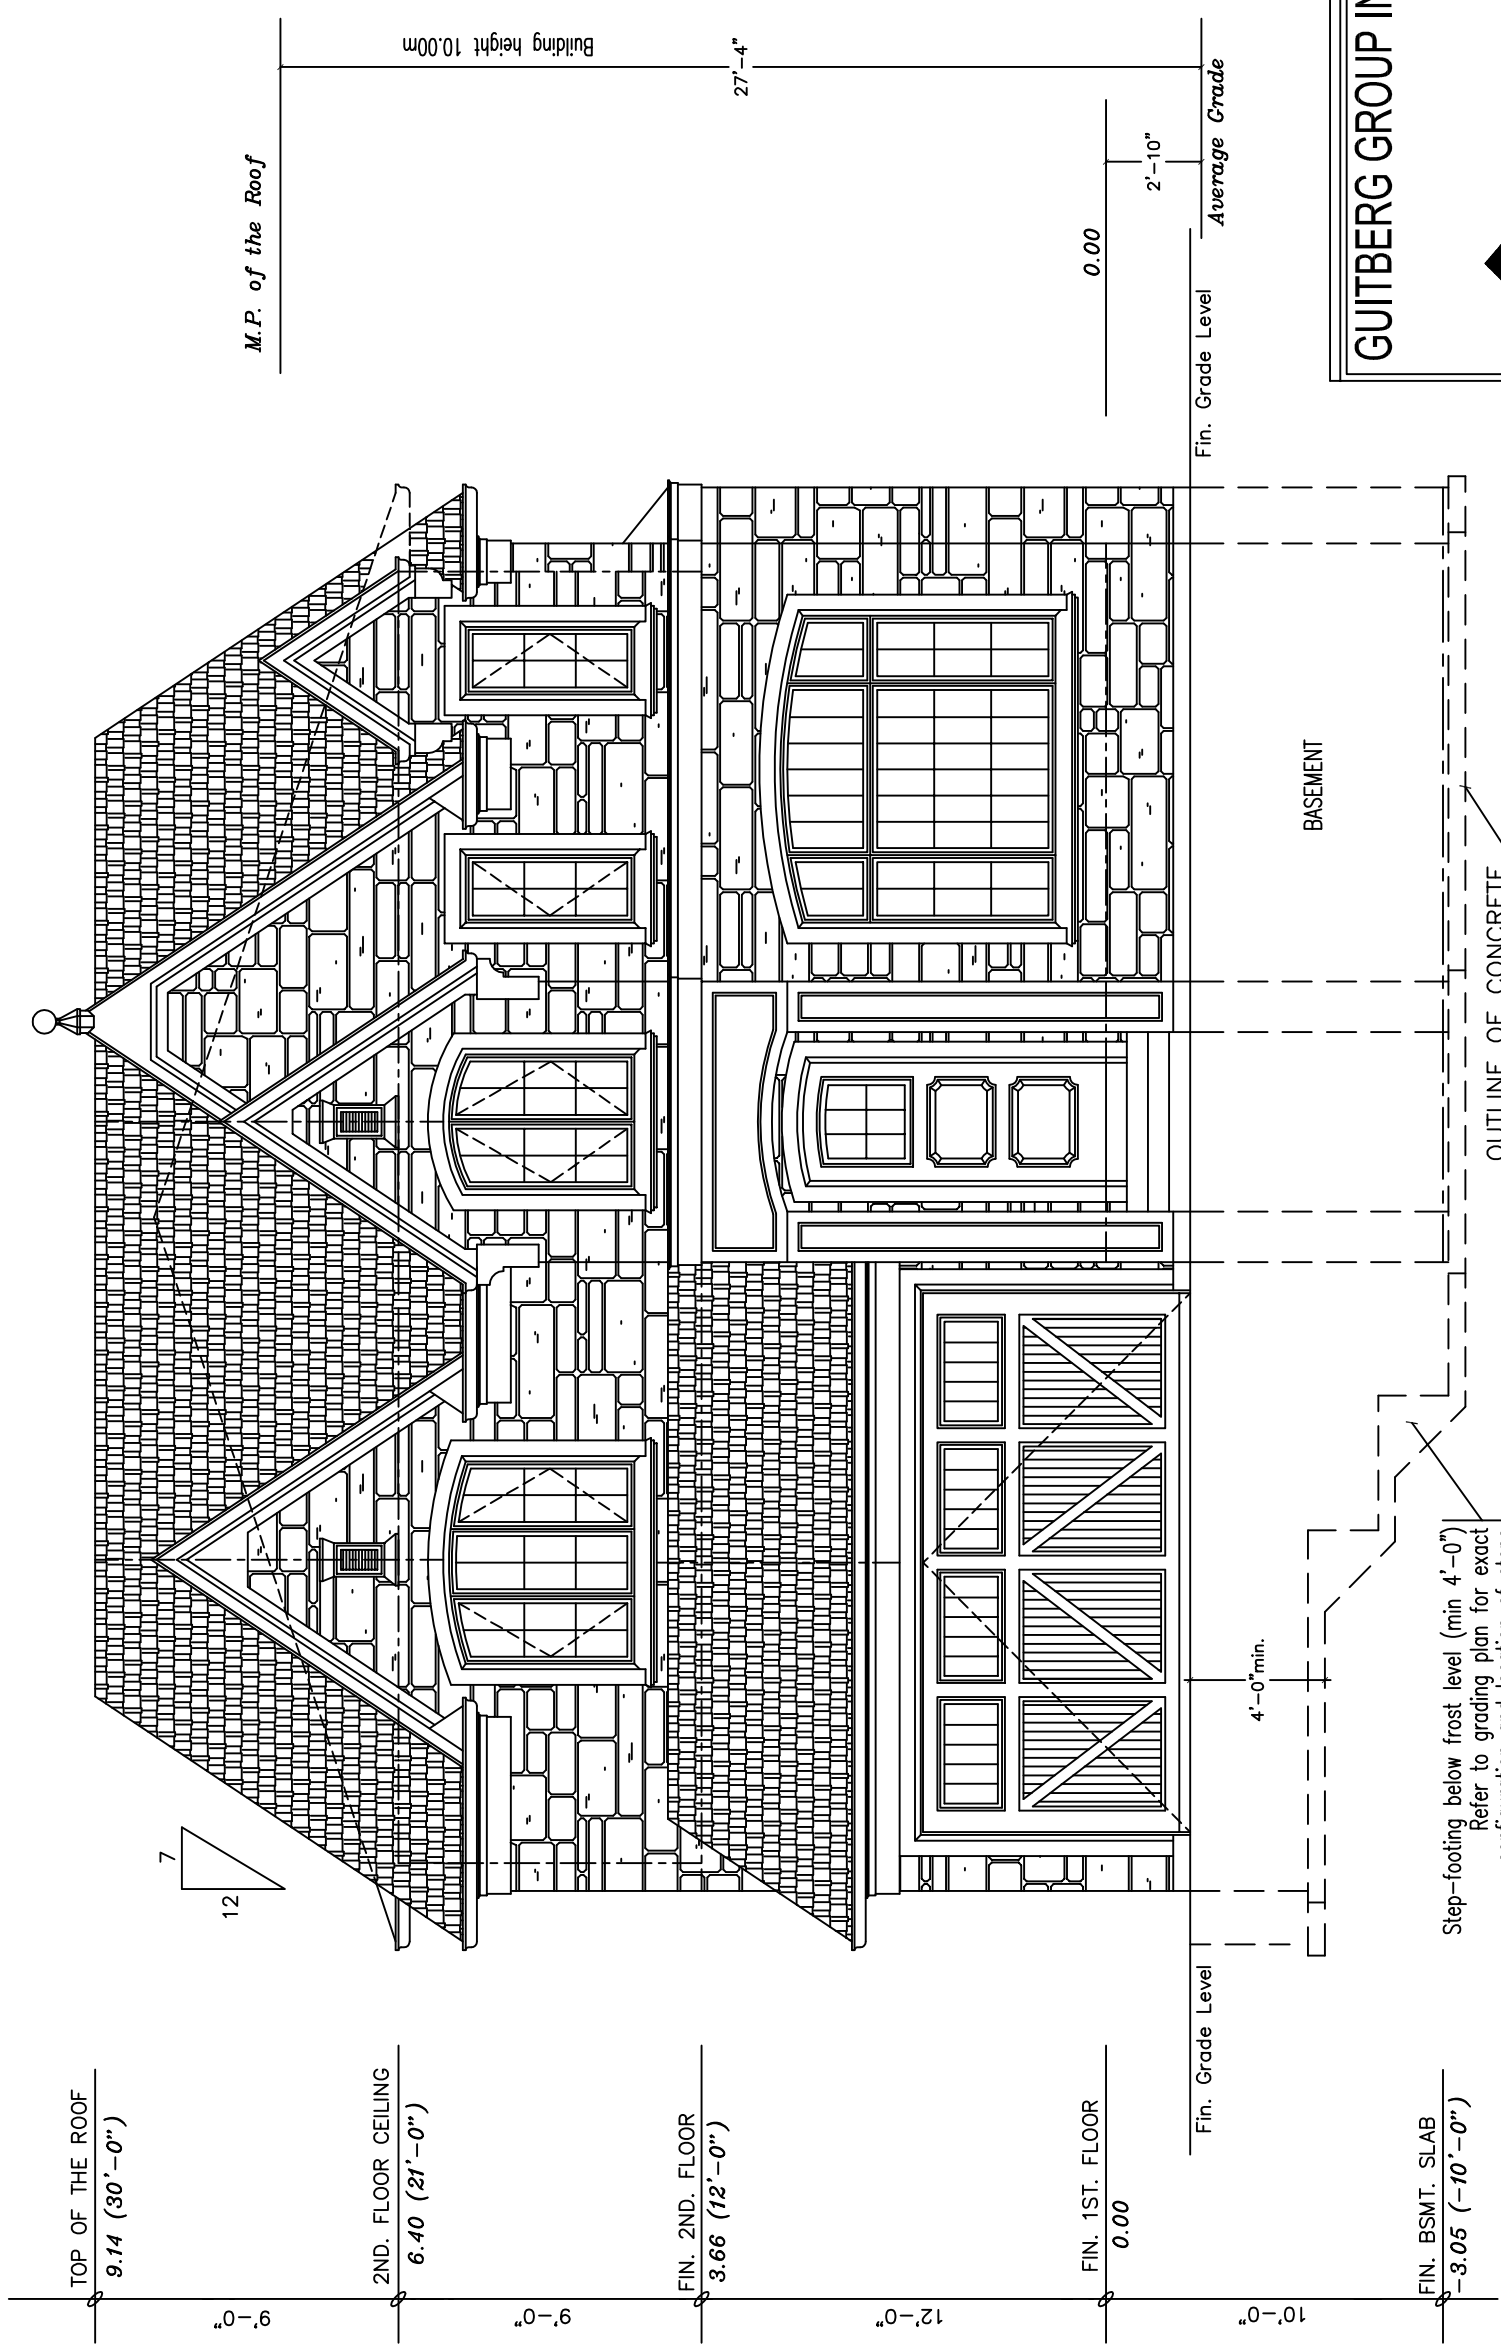 TOP OF THE ROOF
9.14 (30'-0")
2ND. FLOOR CEILING
6.40 (21'-0")
FIN. 2ND. FLOOR
3.66 (12'-0")
FIN. 1ST. FLOOR
0.00
FIN. BSMT. SLAB
-3.05 (-10'-0")
9'-0"
9'-0"
12'-0"
10'-0"
7
12
Fin. Grade Level
4'-0"min.
Step-footing below frost level (min 4'-0")
Refer to grading plan for exact
BASEMENT
OUTLINE OF CONCRETE
M.P. of the Roof
Building height 10.00m
27'-4"
0.00
2'-10"
Average Grade
Fin. Grade Level
GUITBERG GROUP IN